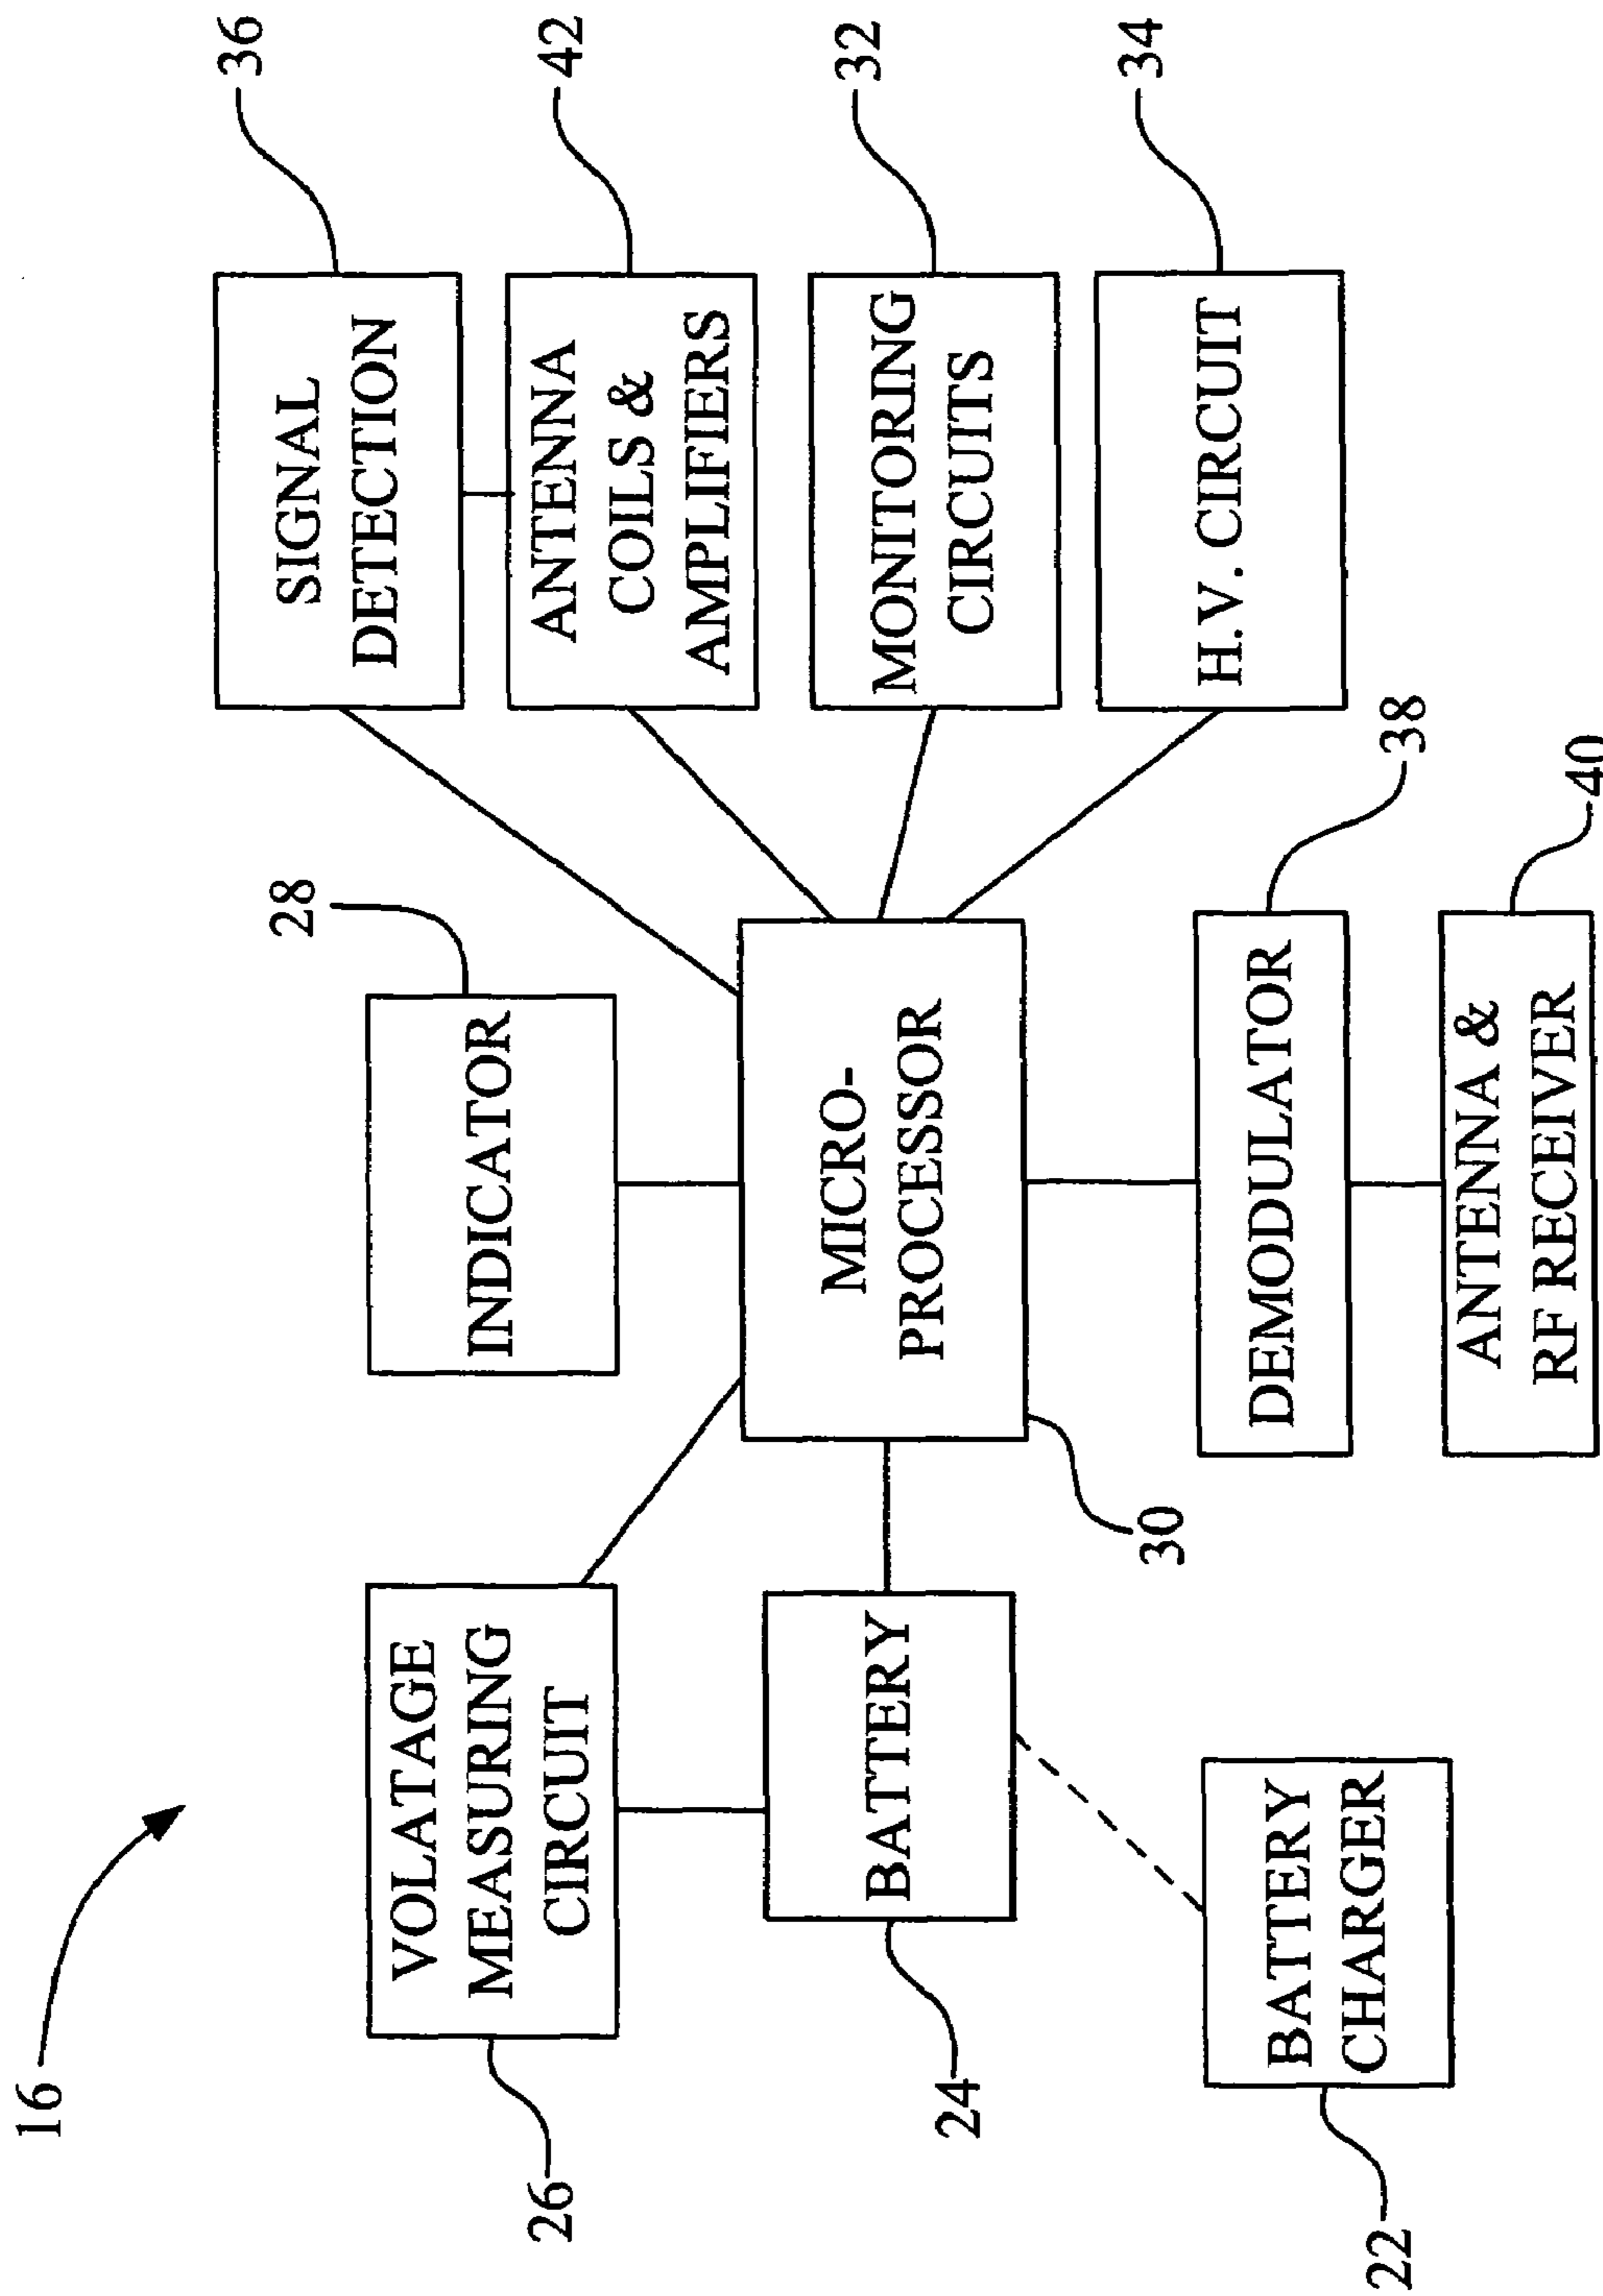 16
VOLATAGE
MEASURING
CIRCUIT
26
INDICATOR
28
SIGNAL
DETECTION
36
ANTENNA
COILS &
AMPLIFIERS
42
BATTERY
24
MICRO-
PROCESSOR
30
MONITORING
CIRCUITS
32
H.V. CIRCUIT
34
BATTERY
CHARGER
22
DEMODULATOR
38
ANTENNA &
RF RECEIVER
40